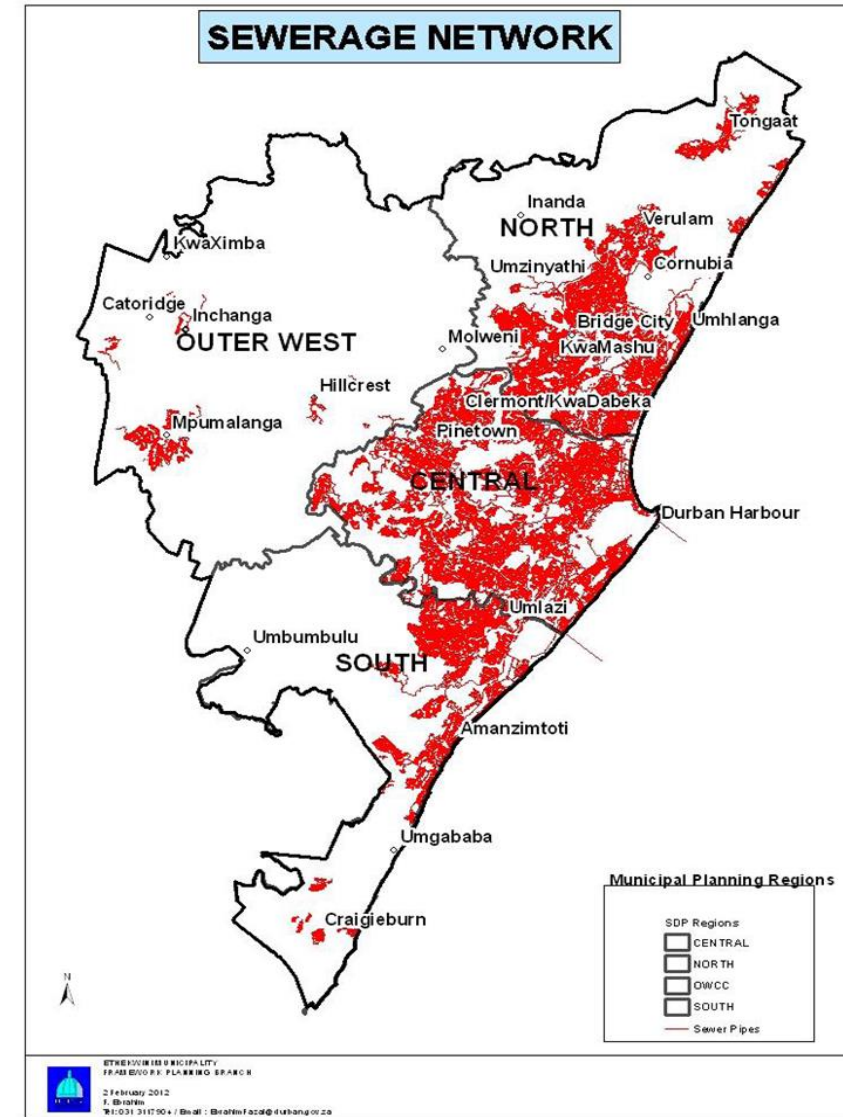 SEWERAGE NETWORK
Tongaat
Inanda
NORTH
Verulam
KwaXimba
Umzinyathi
Cornubia
Catoridge
Inchanga
OUTER WEST
Bridge City
Umhlanga
Molweni
KwaMashu
Hillcrest
Clermont/KwaDabeka
Mpumalanga
Pinetown
CENTRAL
Durban Harbour
Umlazi
Umbumbulu
SOUTH
Amanzimtoti
Umgababa
Craigieburn
Municipal Planning Regions
SDP Regions
CENTRAL
NORTH
OWCC
SOUTH
Sewer Pipes
N
ETHEKWINI MUNICIPALITY
FRAMEWORK PLANNING BRANCH
2 February 2012
F. Ebrahim